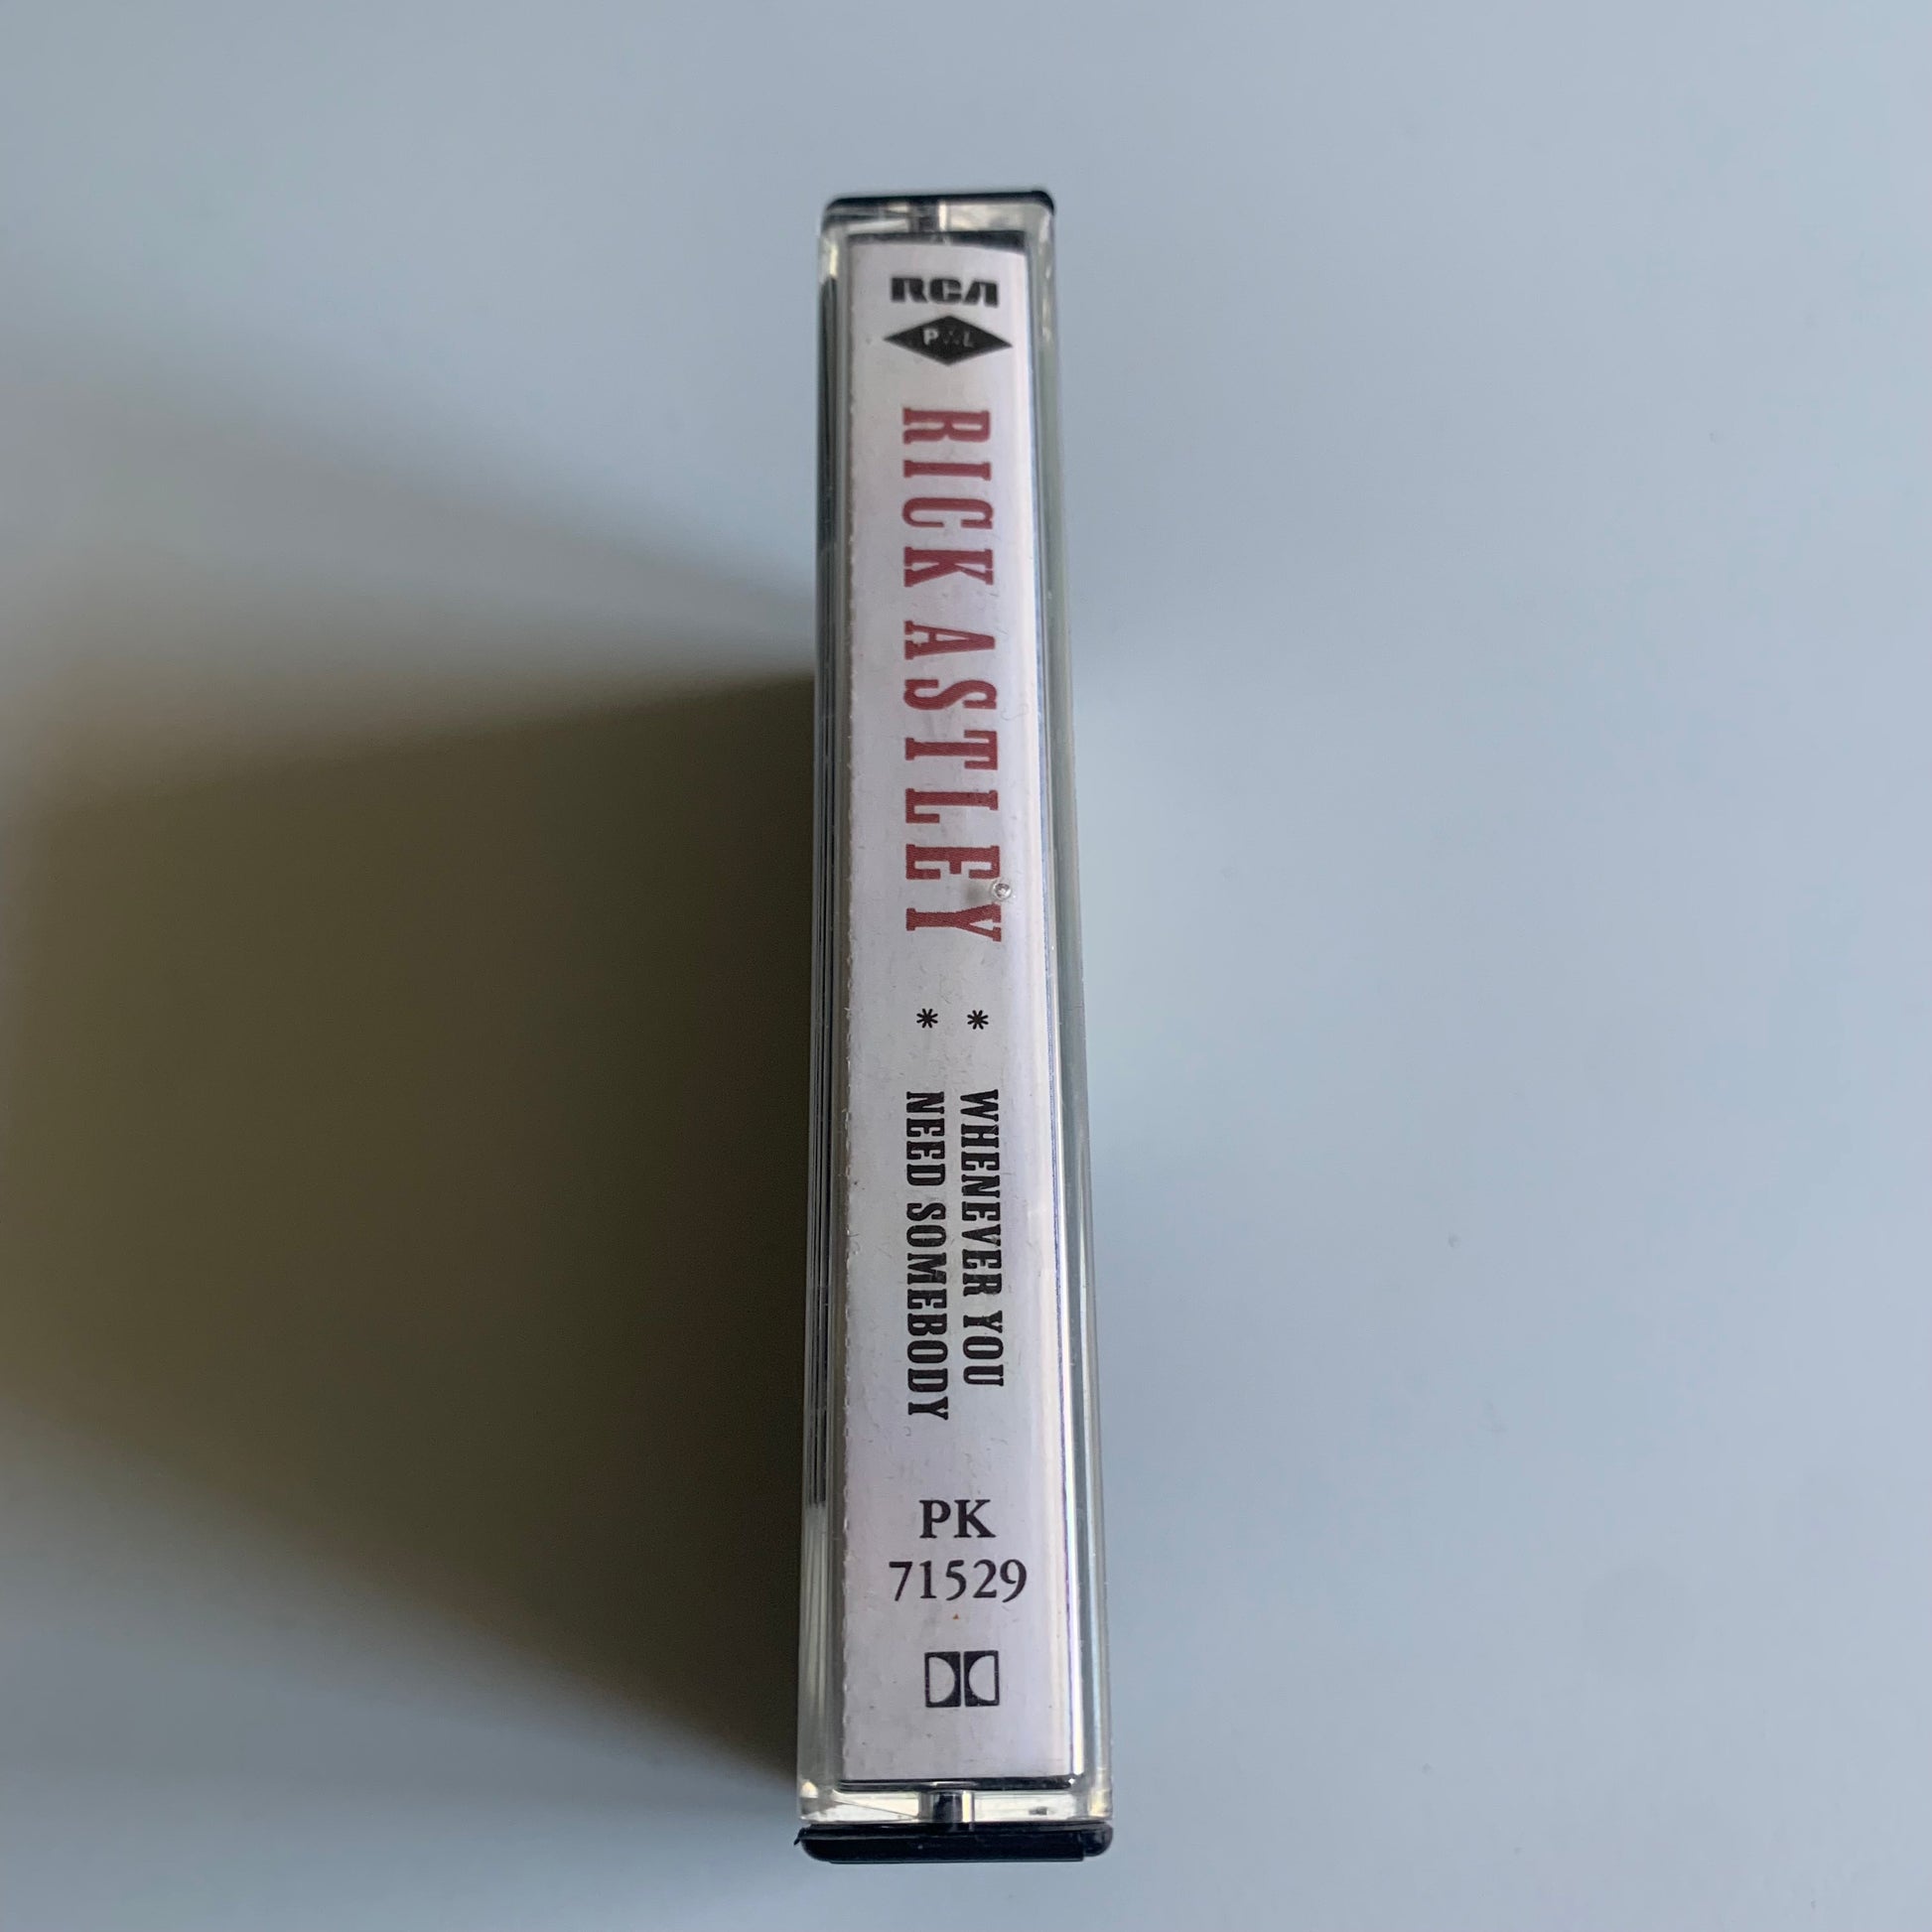 RCA
PWL
RICK ASTLEY
* WHENEVER YOU
* NEED SOMEBODY
PK
71529